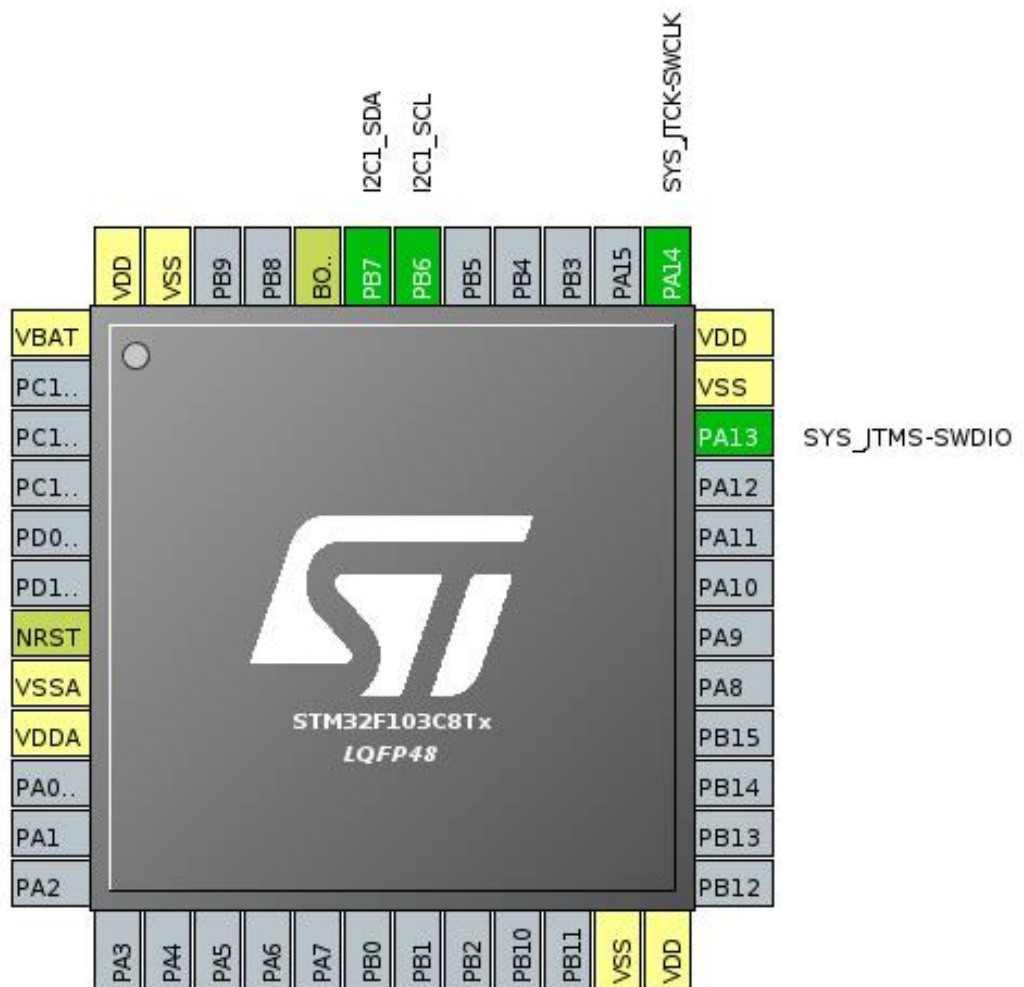 I2C1_SDA
I2C1_SCL
SYS_JTCK-SWCLK
VDD
VSS
PB9
PB8
BO..
PB7
PB6
PB5
PB4
PB3
PA15
PA14
VBAT
PC1..
PC1..
PC1..
PD0..
PD1..
NRST
VSSA
VDDA
PA0..
PA1
PA2
VDD
VSS
PA13 SYS_JTMS-SWDIO
PA12
PA11
PA10
PA9
PA8
PB15
PB14
PB13
PB12
ST
STM32F103C8Tx
LQFP48
PA3
PA4
PA5
PA6
PA7
PB0
PB1
PB2
PB10
PB11
VSS
VDD